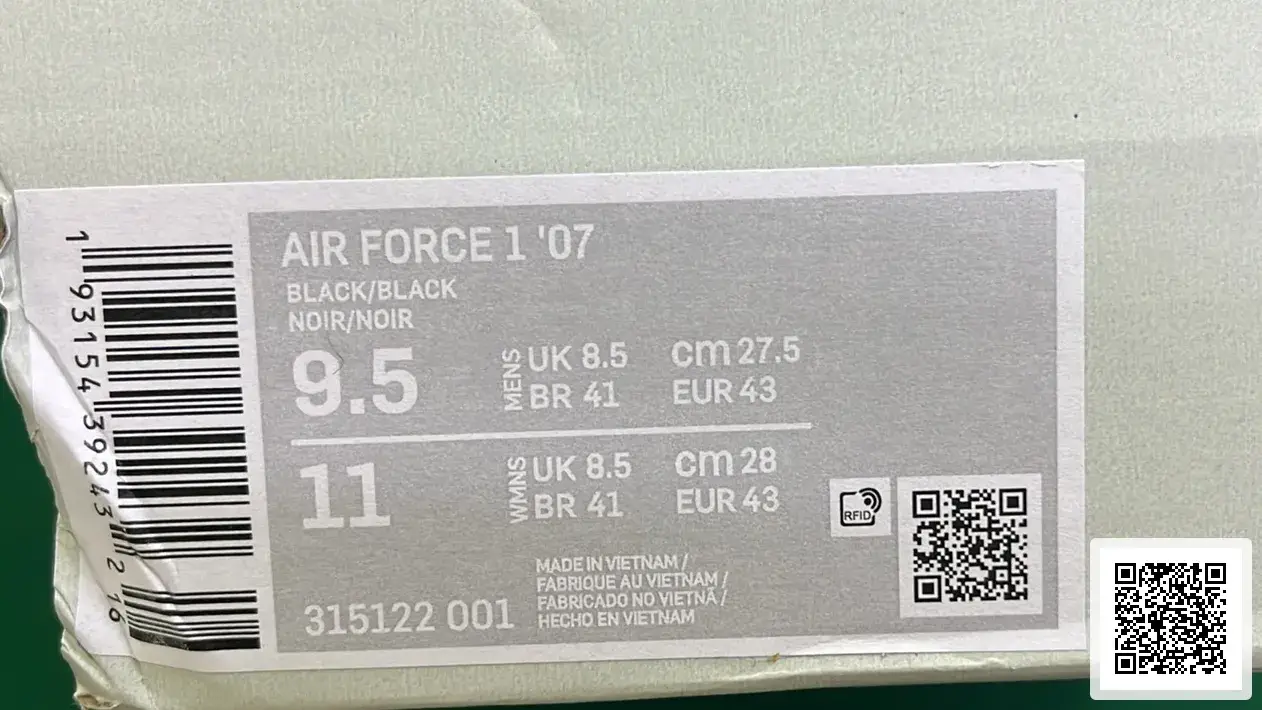 AIR FORCE 1 '07
BLACK/BLACK
NOIR/NOIR
9.5
MENS
UK 8.5 cm 27.5
BR 41 EUR 43
11
WMNS
UK 8.5 cm 28
BR 41 EUR 43
RFID
MADE IN VIETNAM /
FABRIQUE AU VIETNAM /
FABRICADO NO VIETNÃ /
HECHO EN VIETNAM
315122 001
1 93154 39243 2 16